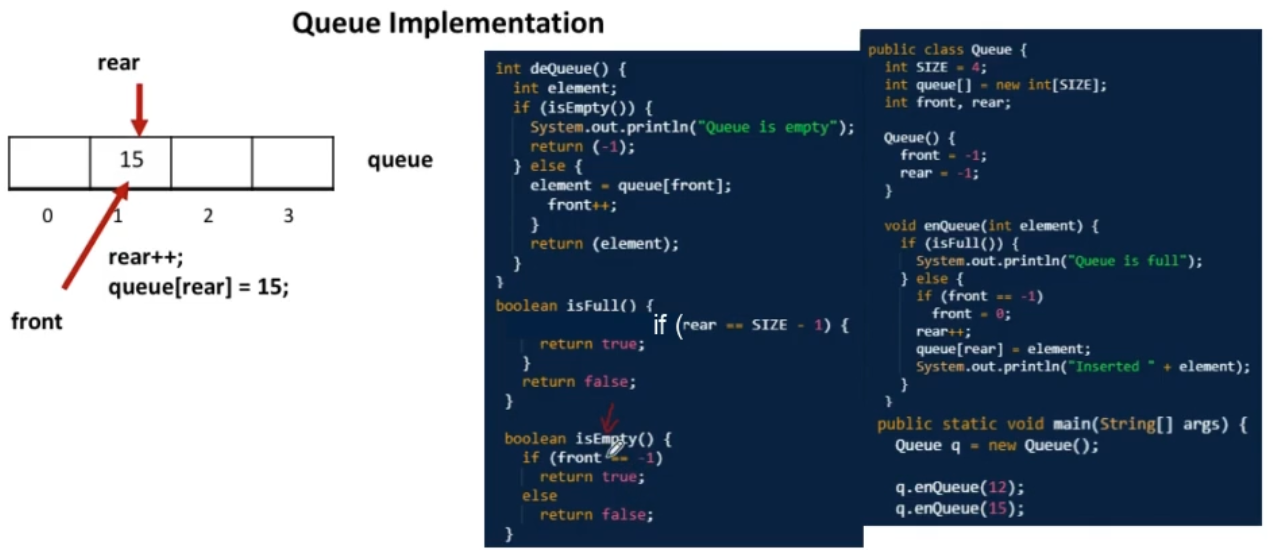 Queue Implementation
rear
15
queue
0 1 2 3
rear++;
queue[rear] = 15;
front
int deQueue() {
int element;
if (isEmpty()) {
System.out.println("Queue is empty");
return (-1);
} else {
element = queue[front];
front++;
}
return (element);
}
}
boolean isFull() {
if (rear == SIZE - 1) {
return true;
}
return false;
}
boolean isEmpty() {
if (front == -1)
return true;
else
return false;
}
public class Queue {
int SIZE = 4;
int queue[] = new int[SIZE];
int front, rear;
Queue() {
front = -1;
rear = -1;
}
void enQueue(int element) {
if (isFull()) {
System.out.println("Queue is full");
} else {
if (front == -1)
front = 0;
rear++;
queue[rear] = element;
System.out.println("Inserted " + element);
}
}
public static void main(String[] args) {
Queue q = new Queue();
q.enQueue(12);
q.enQueue(15);